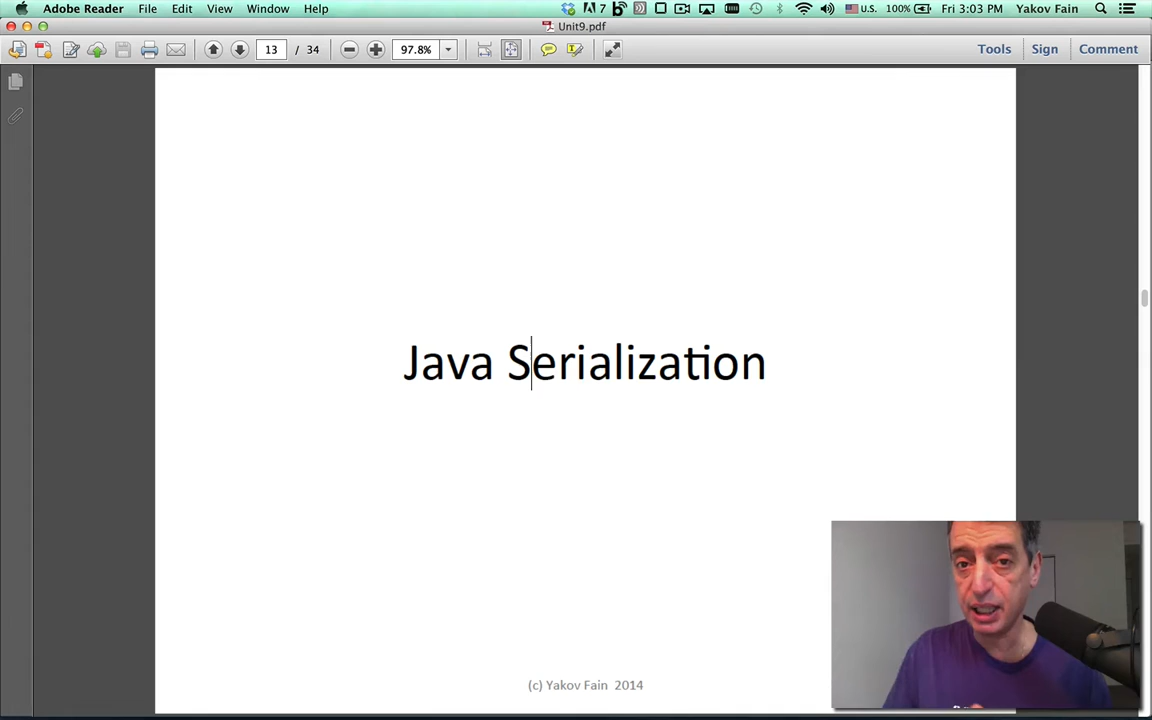 Adobe Reader File Edit View Window Help 7 U.S. 100% Fri 3:03 PM Yakov Fain
Unit9.pdf
13 / 34 97.8% Tools Sign Comment
Java Serialization
(c) Yakov Fain 2014